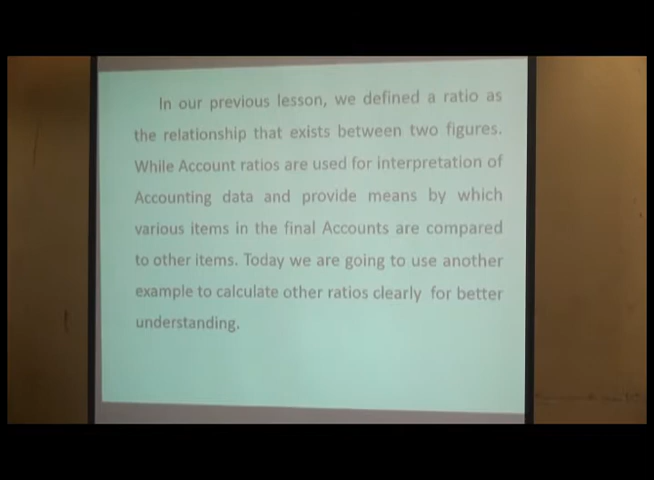 In our previous lesson, we defined a ratio as
the relationship that exists between two figures.
While Account ratios are used for interpretation of
Accounting data and provide means by which
various items in the final Accounts are compared
to other items. Today we are going to use another
example to calculate other ratios clearly for better
understanding.